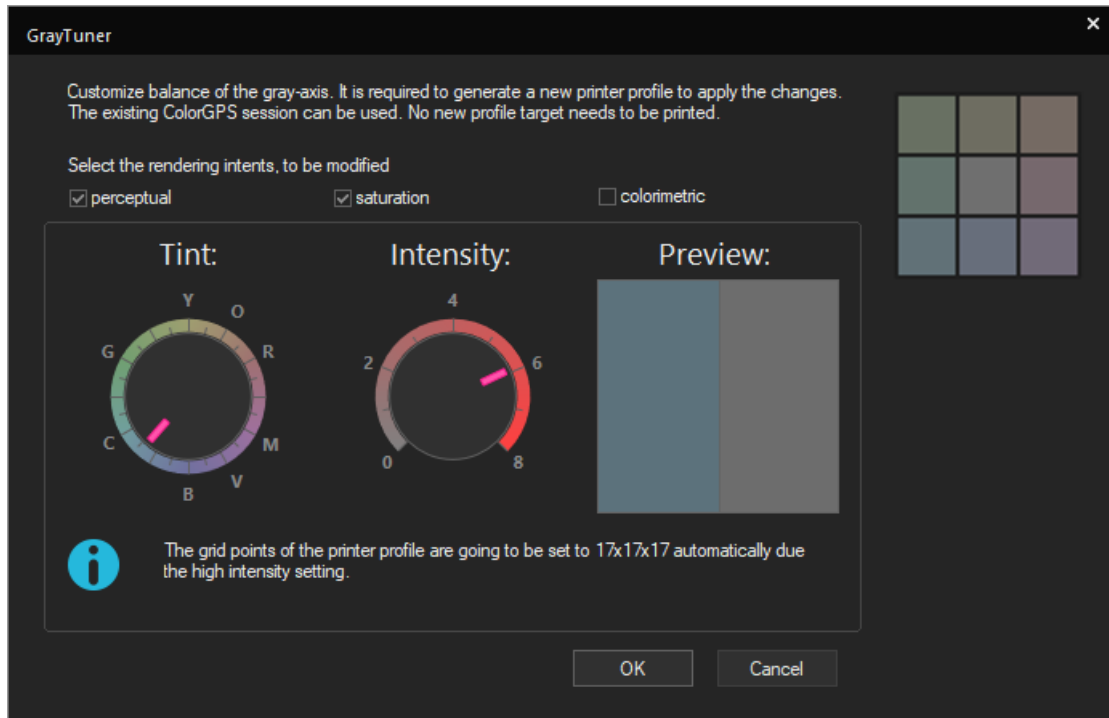 GrayTuner
Customize balance of the gray-axis. It is required to generate a new printer profile to apply the changes.
The existing ColorGPS session can be used. No new profile target needs to be printed.
Select the rendering intents, to be modified
perceptual
saturation
colorimetric
Tint:
Intensity:
Preview:
Y
O
G
R
C
M
B
V
4
2
6
0
8
The grid points of the printer profile are going to be set to 17x17x17 automatically due
the high intensity setting.
OK
Cancel